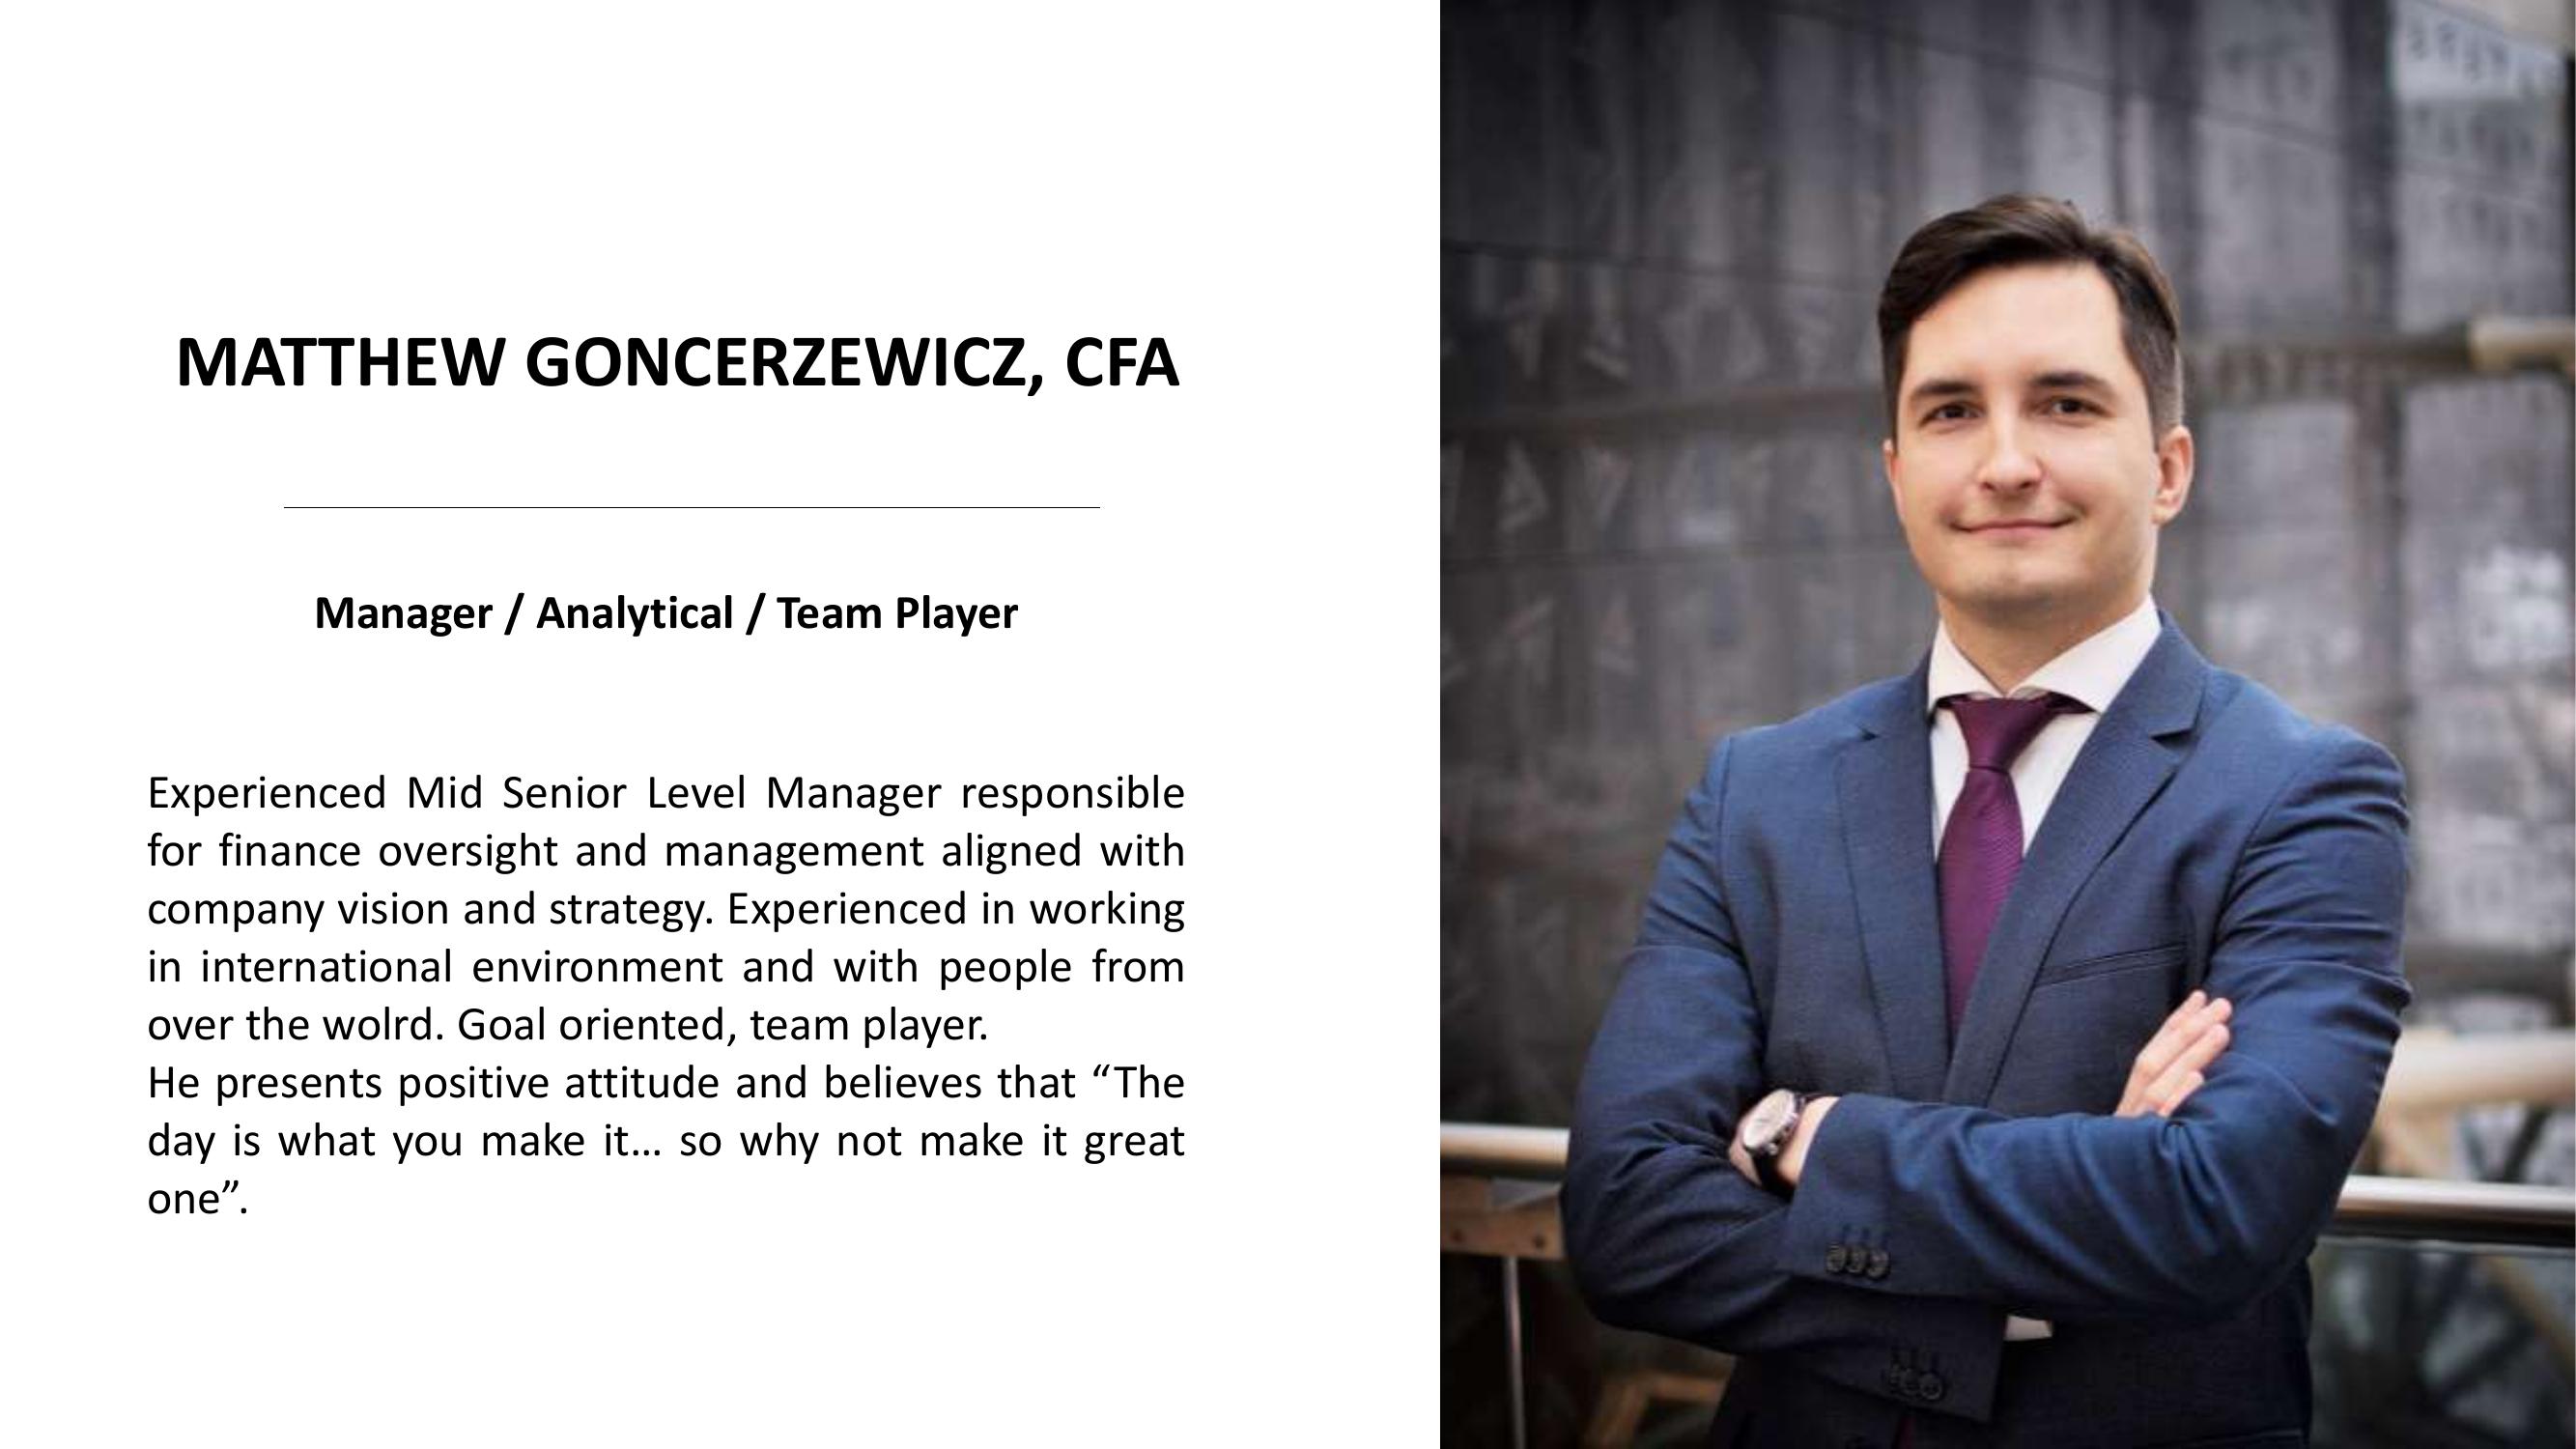 MATTHEW GONCERZEWICZ, CFA
Manager / Analytical / Team Player
Experienced Mid Senior Level Manager responsible
for finance oversight and management aligned with
company vision and strategy. Experienced in working
in international environment and with people from
over the wolrd. Goal oriented, team player.
He presents positive attitude and believes that “The
day is what you make it… so why not make it great
one”.